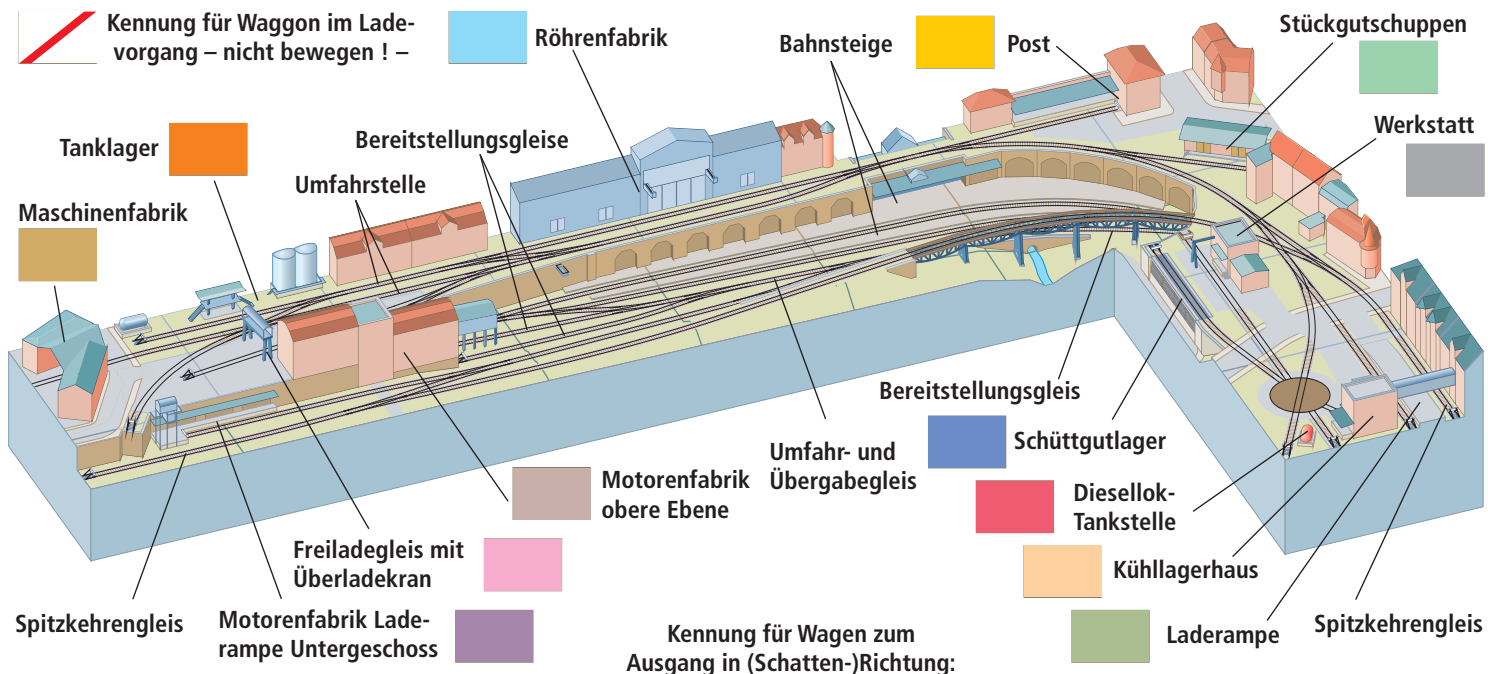 Kennung für Waggon im Lade-
vorgang – nicht bewegen ! –
Röhrenfabrik
Bahnsteige
Post
Stückgutschuppen
Tanklager
Bereitstellungsgleise
Werkstatt
Umfahrstelle
Maschinenfabrik
Bereitstellungsgleis
Schüttgutlager
Umfahr- und
Übergabegleis
Motorenfabrik
obere Ebene
Diesellok-
Tankstelle
Freiladegleis mit
Überladekran
Kühllagerhaus
Spitzkehrengleis
Motorenfabrik Lade-
rampe Untergeschoss
Laderampe
Spitzkehrengleis
Kennung für Wagen zum
Ausgang in (Schatten-)Richtung: